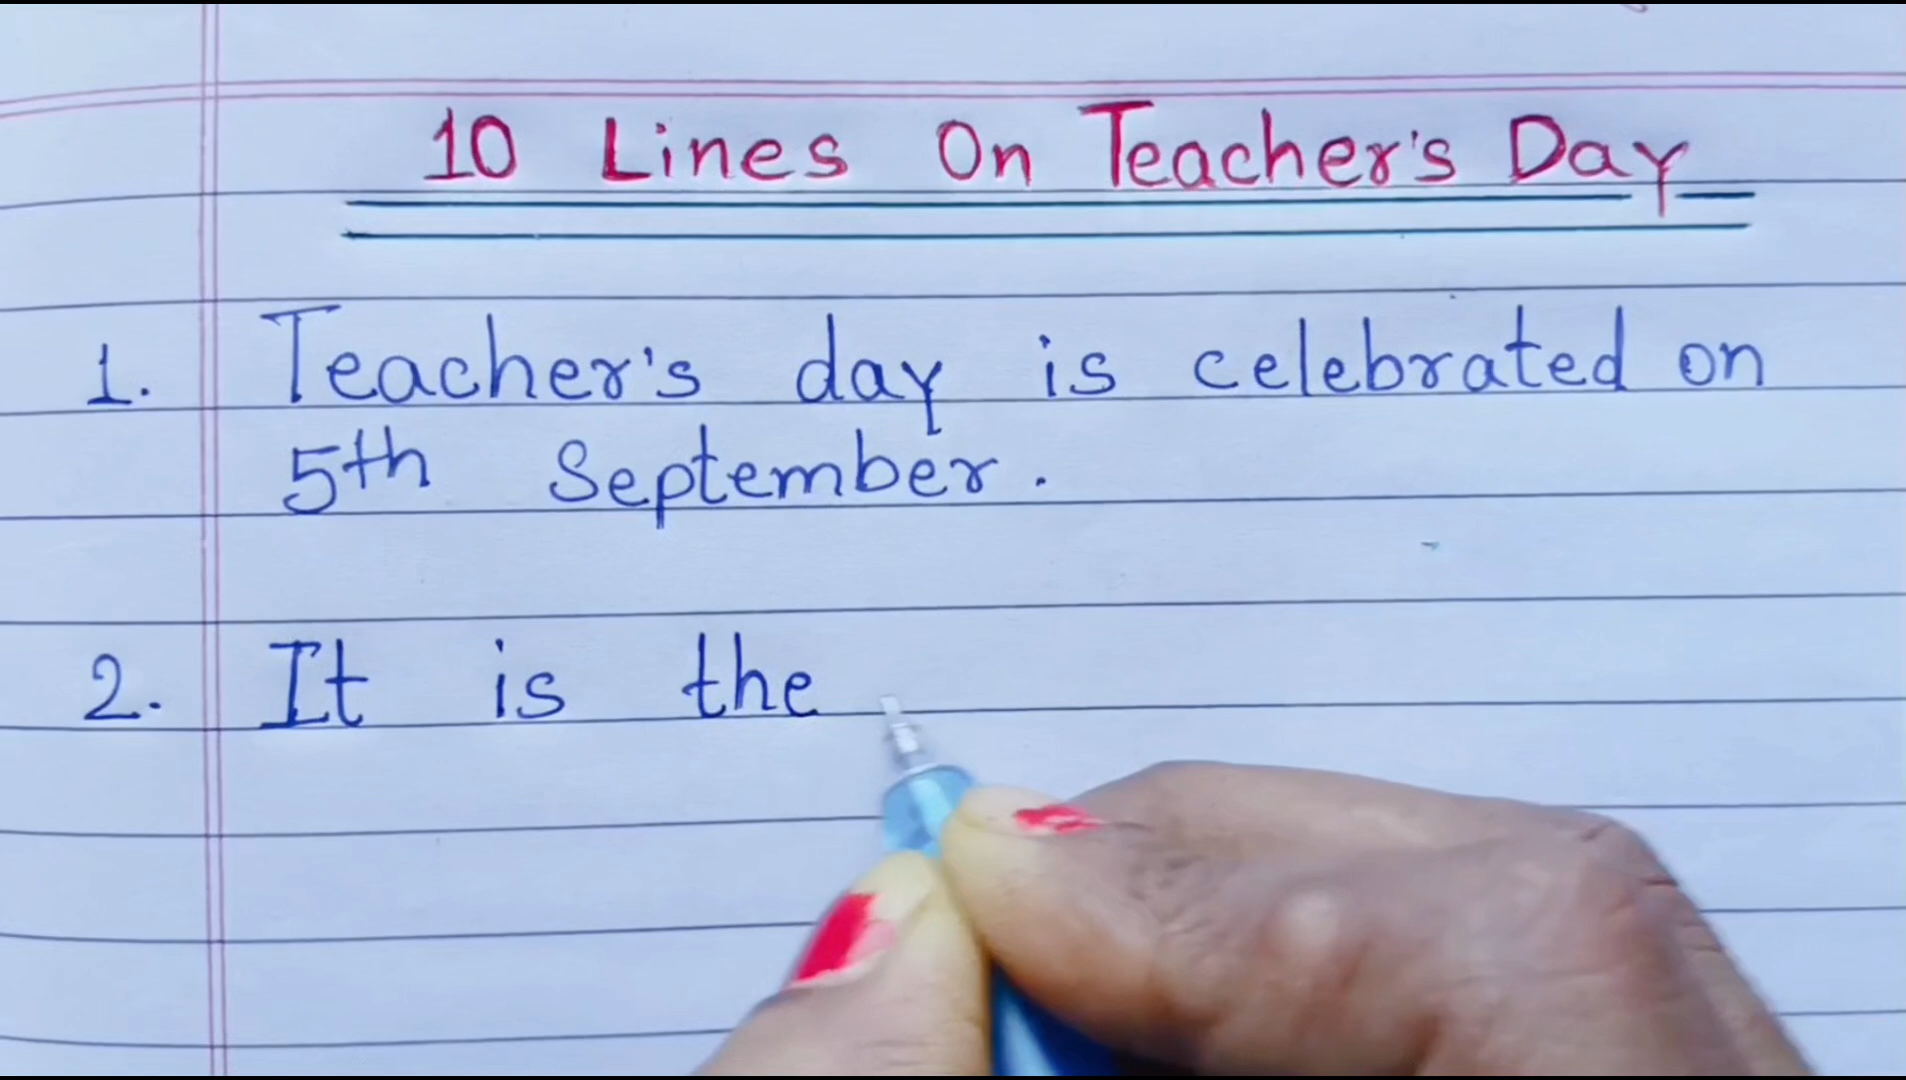 10 Lines On Teacher's Day
1. Teacher's day is celebrated on
5th September.
2. It is the